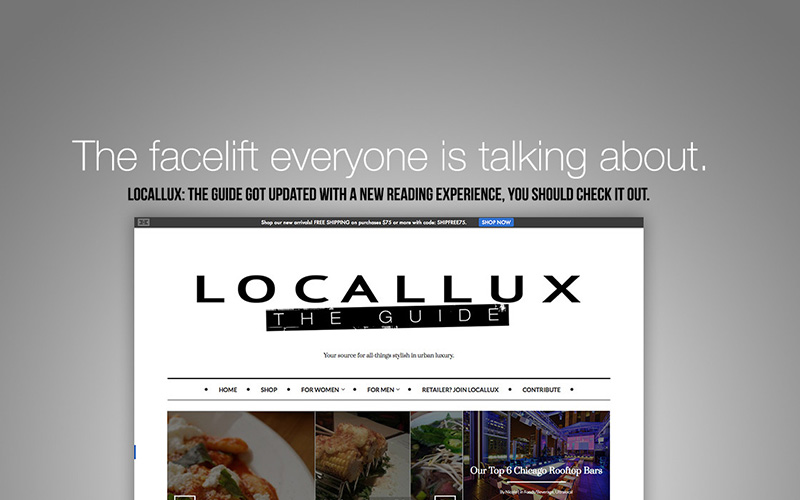 The facelift everyone is talking about.
LOCALLUX: THE GUIDE GOT UPDATED WITH A NEW READING EXPERIENCE, YOU SHOULD CHECK IT OUT.
Shop our new arrivals! FREE SHIPPING on purchases $75 or more with code: SHIPFREE75. SHOP NOW
LOCALLUX
THE GUIDE
Your source for all-things stylish in urban luxury.
HOME SHOP FOR WOMEN FOR MEN RETAILER? JOIN LOCALLUX CONTRIBUTE
Our Top 6 Chicago Rooftop Bars